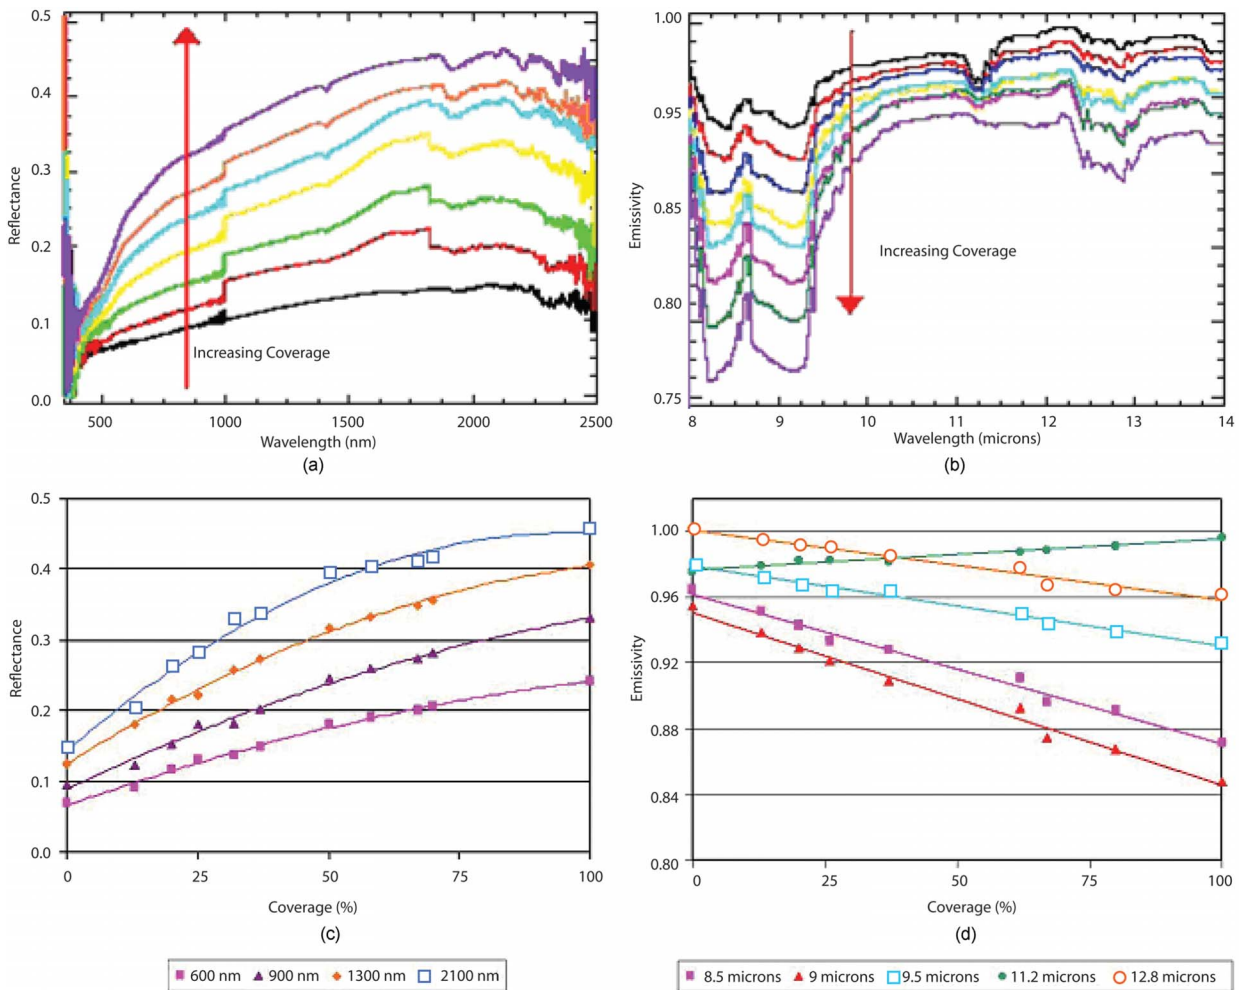 0.5
0.4
0.3
0.2
0.1
0.0
Reflectance
Increasing Coverage
500 1000 1500 2000 2500
Wavelength (nm)
(a)
1.00
0.95
0.85
0.80
0.75
Emissivity
Increasing Coverage
8 9 10 11 12 13 14
Wavelength (microns)
(b)
0.5
0.4
0.3
0.2
0.1
0.0
Reflectance
0 25 50 75 100
Coverage (%)
(c)
600 nm 900 nm 1300 nm 2100 nm
1.00
0.96
0.92
0.88
0.84
0.80
Emissivity
0 25 50 75 100
Coverage (%)
(d)
8.5 microns 9 microns 9.5 microns 11.2 microns 12.8 microns